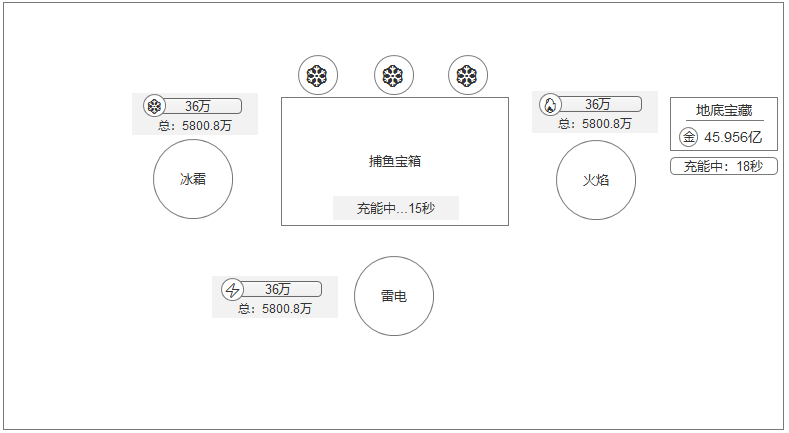 36万
总：5800.8万
冰霜
捕鱼宝箱
充能中...15秒
36万
总：5800.8万
火焰
地底宝藏
金 45.956亿
充能中：18秒
36万
总：5800.8万
雷电